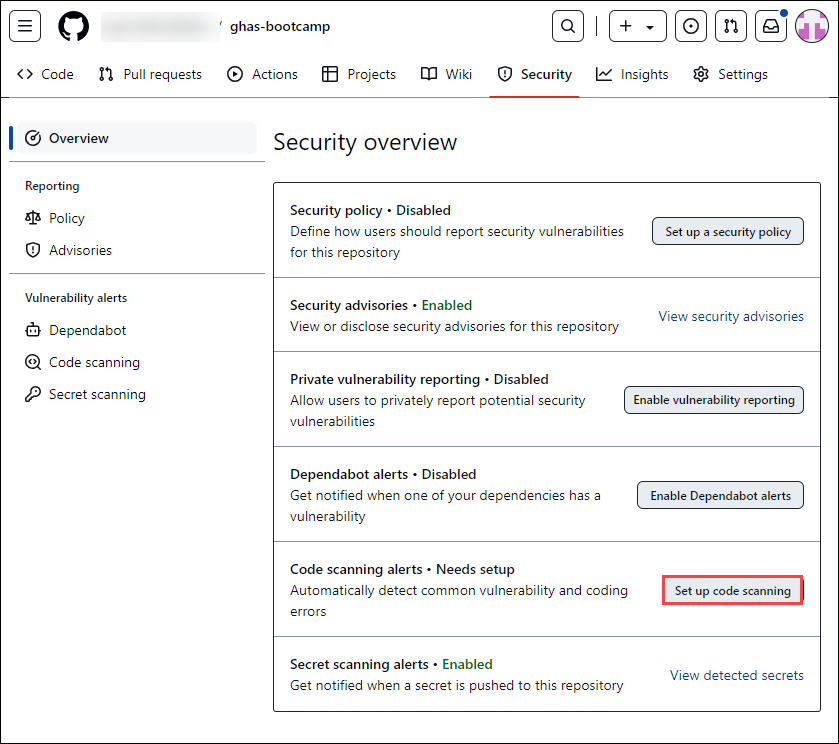 / ghas-bootcamp
Code Pull requests Actions Projects Wiki Security Insights Settings
Overview
Reporting
Policy
Advisories
Vulnerability alerts
Dependabot
Code scanning
Secret scanning
Security overview
Security policy • Disabled
Define how users should report security vulnerabilities
for this repository
Set up a security policy
Security advisories • Enabled
View or disclose security advisories for this repository
View security advisories
Private vulnerability reporting • Disabled
Allow users to privately report potential security
vulnerabilities
Enable vulnerability reporting
Dependabot alerts • Disabled
Get notified when one of your dependencies has a
vulnerability
Enable Dependabot alerts
Code scanning alerts • Needs setup
Automatically detect common vulnerability and coding
errors
Set up code scanning
Secret scanning alerts • Enabled
Get notified when a secret is pushed to this repository
View detected secrets